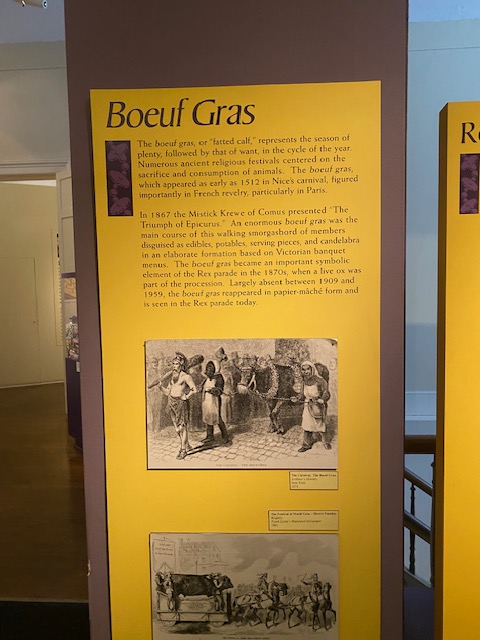 Boeuf Gras
The boeuf gras, or "fatted calf," represents the season of
plenty, followed by that of want, in the cycle of the year.
Numerous ancient religious festivals centered on the
sacrifice and consumption of animals. The boeuf gras,
which appeared as early as 1512 in Nice's carnival, figured
importantly in French revelry, particularly in Paris.
In 1867 the Mistick Krewe of Comus presented "The
Triumph of Epicurus." An enormous boeuf gras was the
main course of this walking smorgasbord of members
disguised as edibles, potables, serving pieces, and candelabra
in an elaborate formation based on Victorian banquet
menus. The boeuf gras became an important symbolic
element of the Rex parade in the 1870s, when a live ox was
part of the procession. Largely absent between 1909 and
1959, the boeuf gras reappeared in papier-mâché form and
is seen in the Rex parade today.